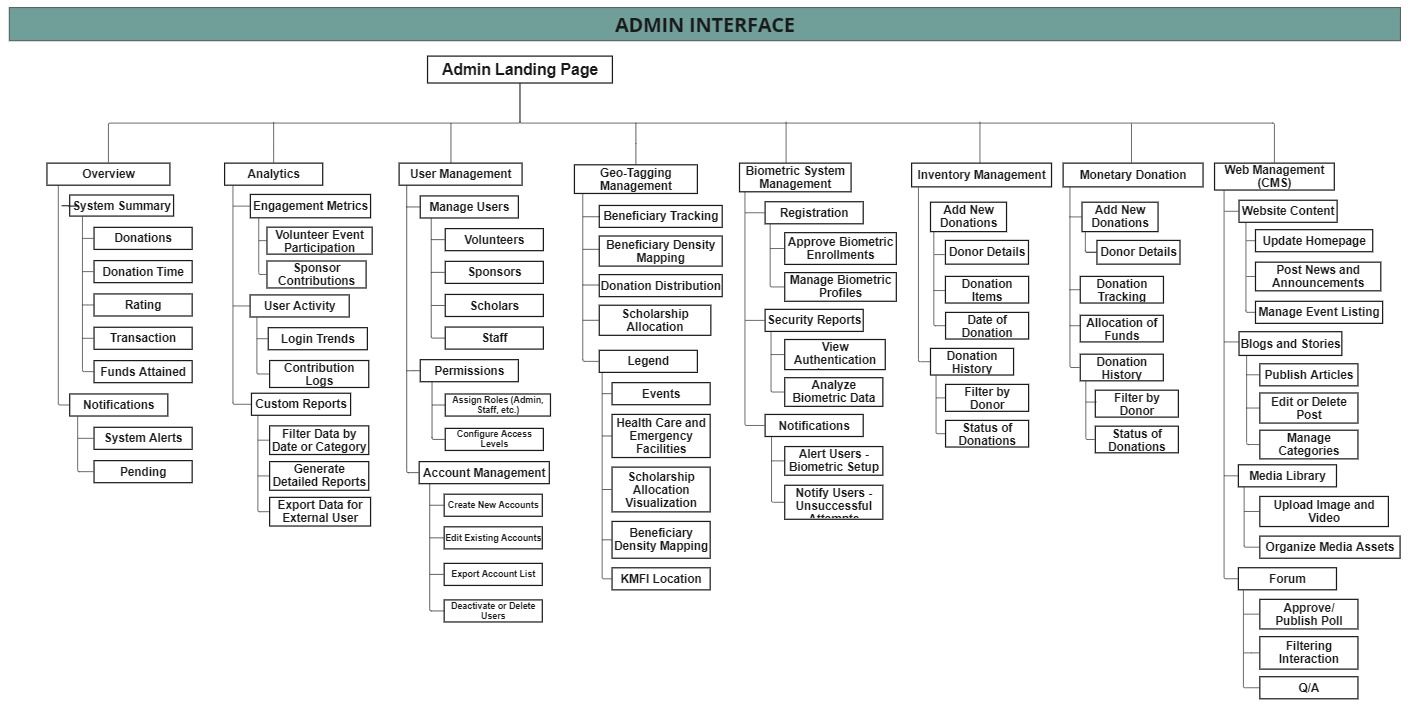 ADMIN INTERFACE
Admin Landing Page
Overview
System Summary
Donations
Donation Time
Rating
Transaction
Funds Attained
Notifications
System Alerts
Pending
Analytics
Engagement Metrics
Volunteer Event
Participation
Sponsor
Contributions
User Activity
Login Trends
Contribution
Logs
Custom Reports
Filter Data by
Date or Category
Generate
Detailed Reports
Export Data for
External User
User Management
Manage Users
Volunteers
Sponsors
Scholars
Staff
Permissions
Assign Roles (Admin,
Staff, etc.)
Configure Access
Levels
Account Management
Create New Accounts
Edit Existing Accounts
Export Account List
Deactivate or Delete
Users
Geo-Tagging
Management
Beneficiary Tracking
Beneficiary Density
Mapping
Donation Distribution
Scholarship
Allocation
Legend
Events
Health Care and
Emergency
Facilities
Scholarship
Allocation
Visualization
Beneficiary
Density Mapping
KMFI Location
Biometric System
Management
Registration
Approve Biometric
Enrollments
Manage Biometric
Profiles
Security Reports
View
Authentication
Analyze
Biometric Data
Notifications
Alert Users -
Biometric Setup
Notify Users -
Unsuccessful
Attempts
Inventory Management
Add New
Donations
Donor Details
Donation
Items
Date of
Donation
Donation
History
Filter by
Donor
Status of
Donations
Monetary Donation
Add New
Donations
Donor Details
Donation
Tracking
Allocation of
Funds
Donation
History
Filter by
Donor
Status of
Donations
Web Management
(CMS)
Website Content
Update Homepage
Post News and
Announcements
Manage Event Listing
Blogs and Stories
Publish Articles
Edit or Delete
Post
Manage
Categories
Media Library
Upload Image and
Video
Organize Media Assets
Forum
Approve/
Publish Poll
Filtering
Interaction
Q/A